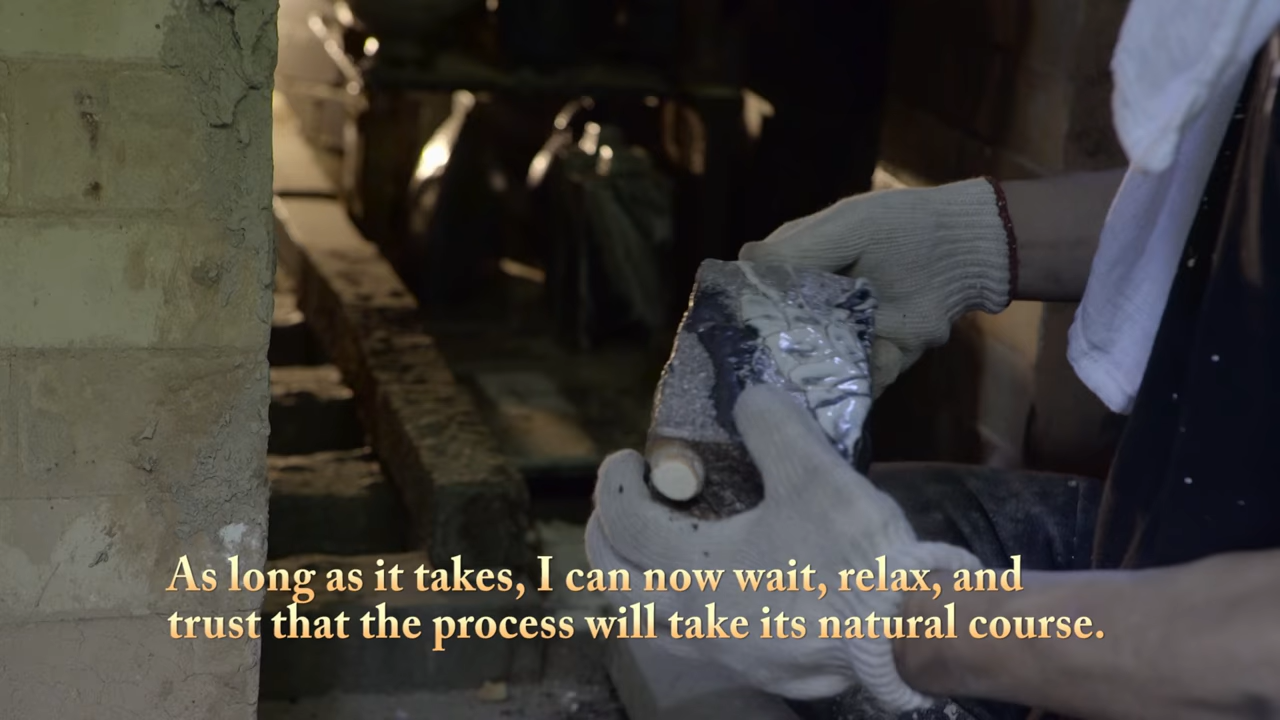 As long as it takes, I can now wait, relax, and
trust that the process will take its natural course.